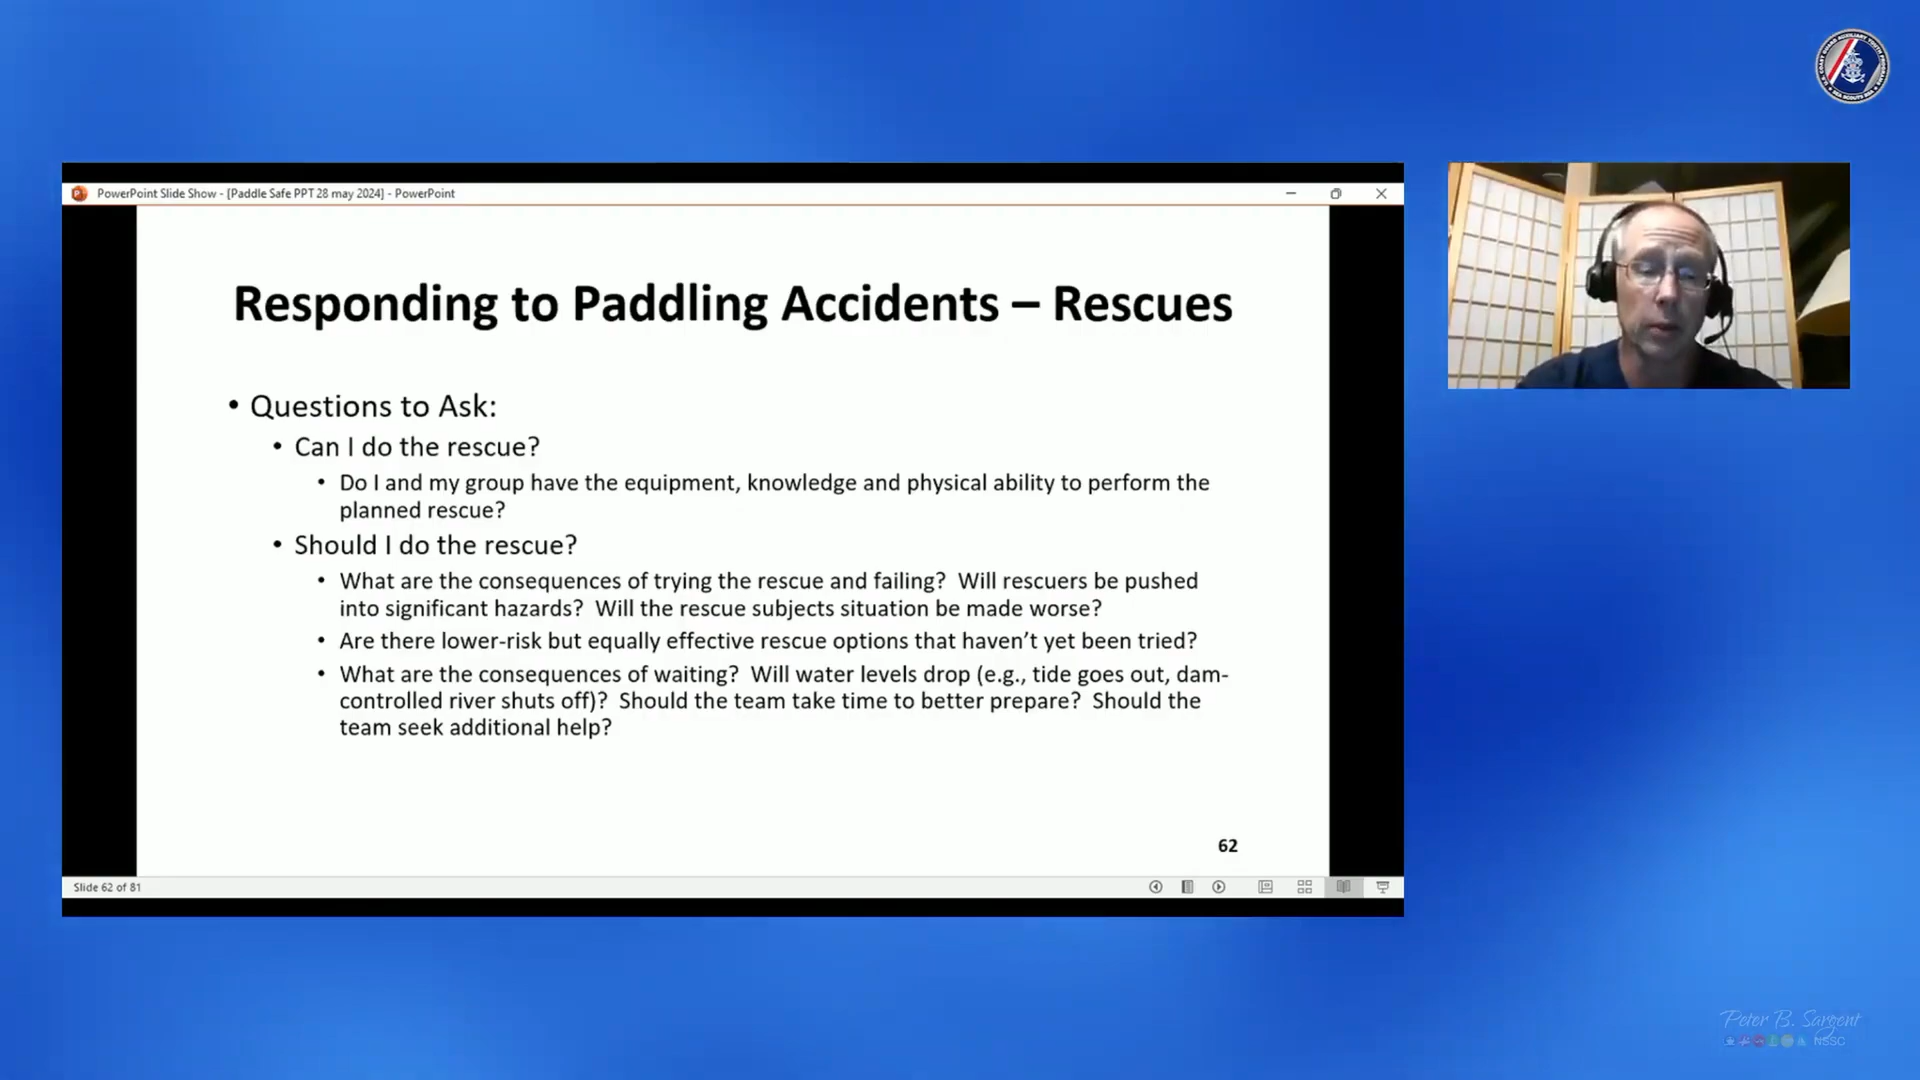 PowerPoint Slide Show - [Paddle Safe PPT 28 may 2024] - PowerPoint
Responding to Paddling Accidents – Rescues
• Questions to Ask:
• Can I do the rescue?
• Do I and my group have the equipment, knowledge and physical ability to perform the
planned rescue?
• Should I do the rescue?
• What are the consequences of trying the rescue and failing?  Will rescuers be pushed
into significant hazards?  Will the rescue subjects situation be made worse?
• Are there lower-risk but equally effective rescue options that haven’t yet been tried?
• What are the consequences of waiting?  Will water levels drop (e.g., tide goes out, dam-
controlled river shuts off)?  Should the team take time to better prepare?  Should the
team seek additional help?
62
Slide 62 of 81
Peter B. Sargent
NSSC